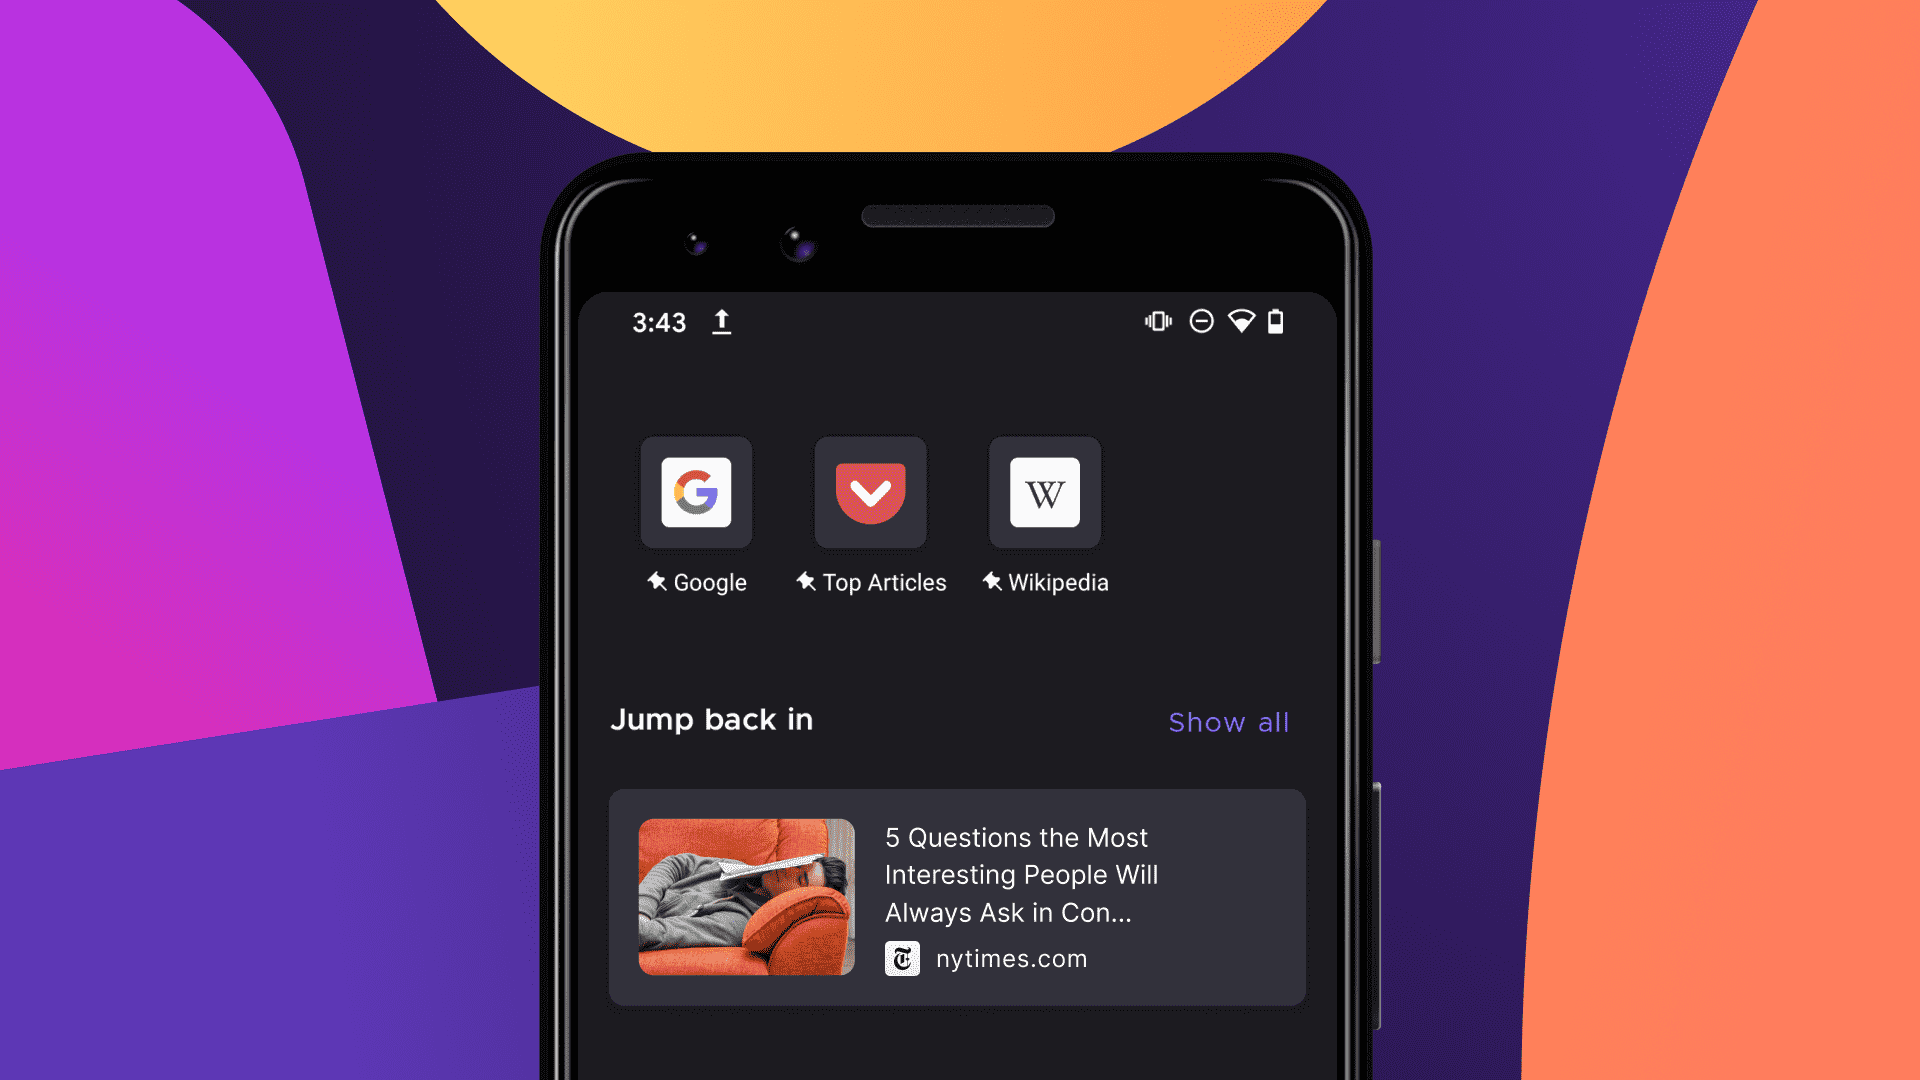 3:43
Google
Top Articles
Wikipedia
Jump back in
Show all
5 Questions the Most
Interesting People Will
Always Ask in Con...
nytimes.com